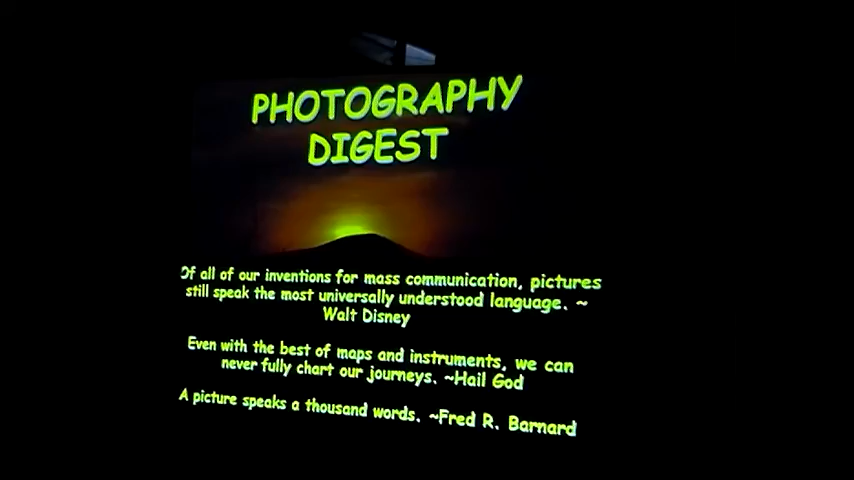 PHOTOGRAPHY
DIGEST
Of all of our inventions for mass communication, pictures
still speak the most universally understood language. ~
Walt Disney
Even with the best of maps and instruments, we can
never fully chart our journeys. ~Hail God
A picture speaks a thousand words. ~Fred R. Barnard